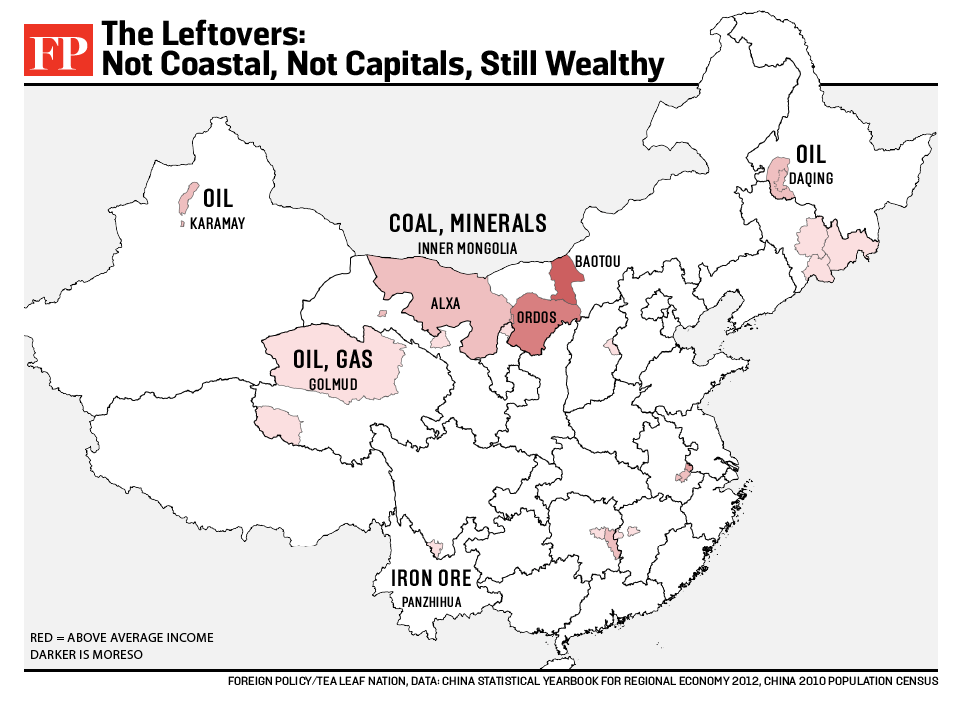 FP
The Leftovers:
Not Coastal, Not Capitals, Still Wealthy
OIL
DAQING
OIL
KARAMAY
COAL, MINERALS
INNER MONGOLIA
BAOTOU
ALXA
ORDOS
OIL, GAS
GOLMUD
IRON ORE
PANZHIHUA
RED = ABOVE AVERAGE INCOME
DARKER IS MORESO
FOREIGN POLICY/TEA LEAF NATION, DATA: CHINA STATISTICAL YEARBOOK FOR REGIONAL ECONOMY 2012, CHINA 2010 POPULATION CENSUS